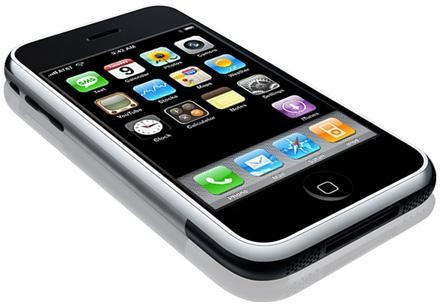 AT&T
9:42 AM
SMS
Text
9
Calendar
Photos
Camera
YouTube
Stocks
Maps
Weather
Clock
Calculator
Notes
Settings
iTunes
Phone
Mail
Safari
iPod